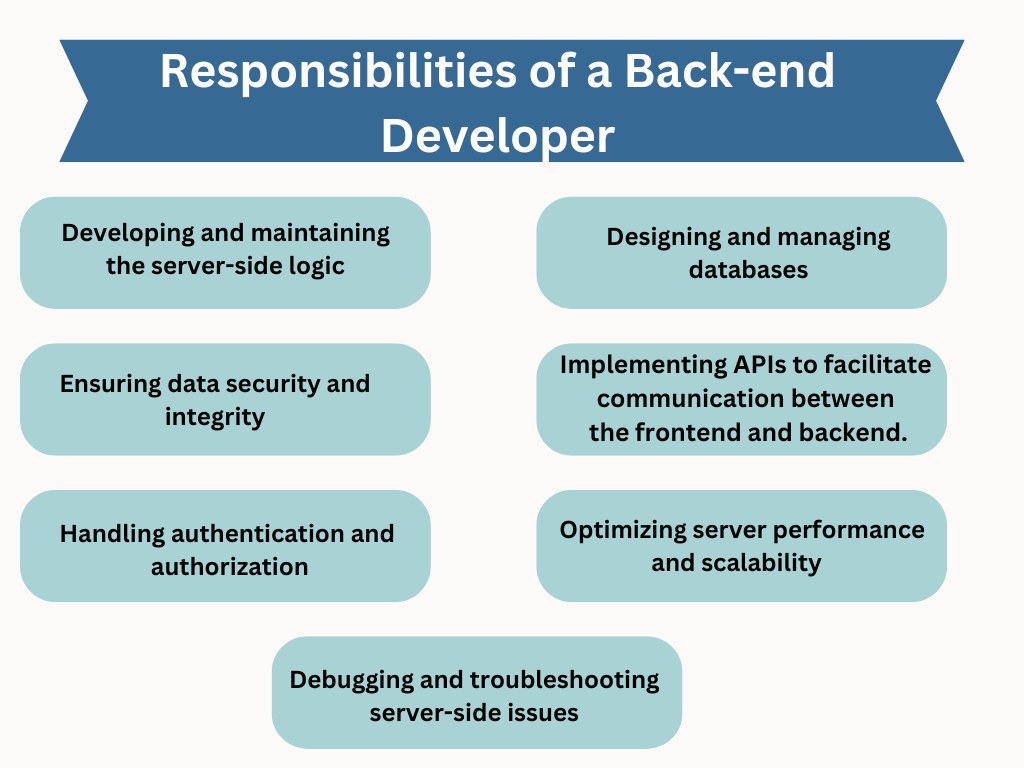 Responsibilities of a Back-end
Developer
Developing and maintaining
the server-side logic
Designing and managing
databases
Ensuring data security and
integrity
Implementing APIs to facilitate
communication between
the frontend and backend.
Handling authentication and
authorization
Optimizing server performance
and scalability
Debugging and troubleshooting
server-side issues